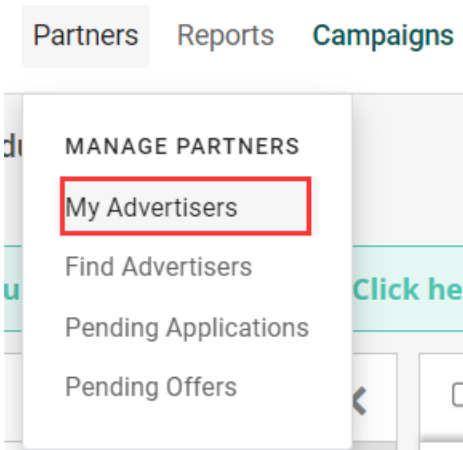 Partners Reports Campaigns
MANAGE PARTNERS
My Advertisers
Find Advertisers
Click he
Pending Applications
Pending Offers